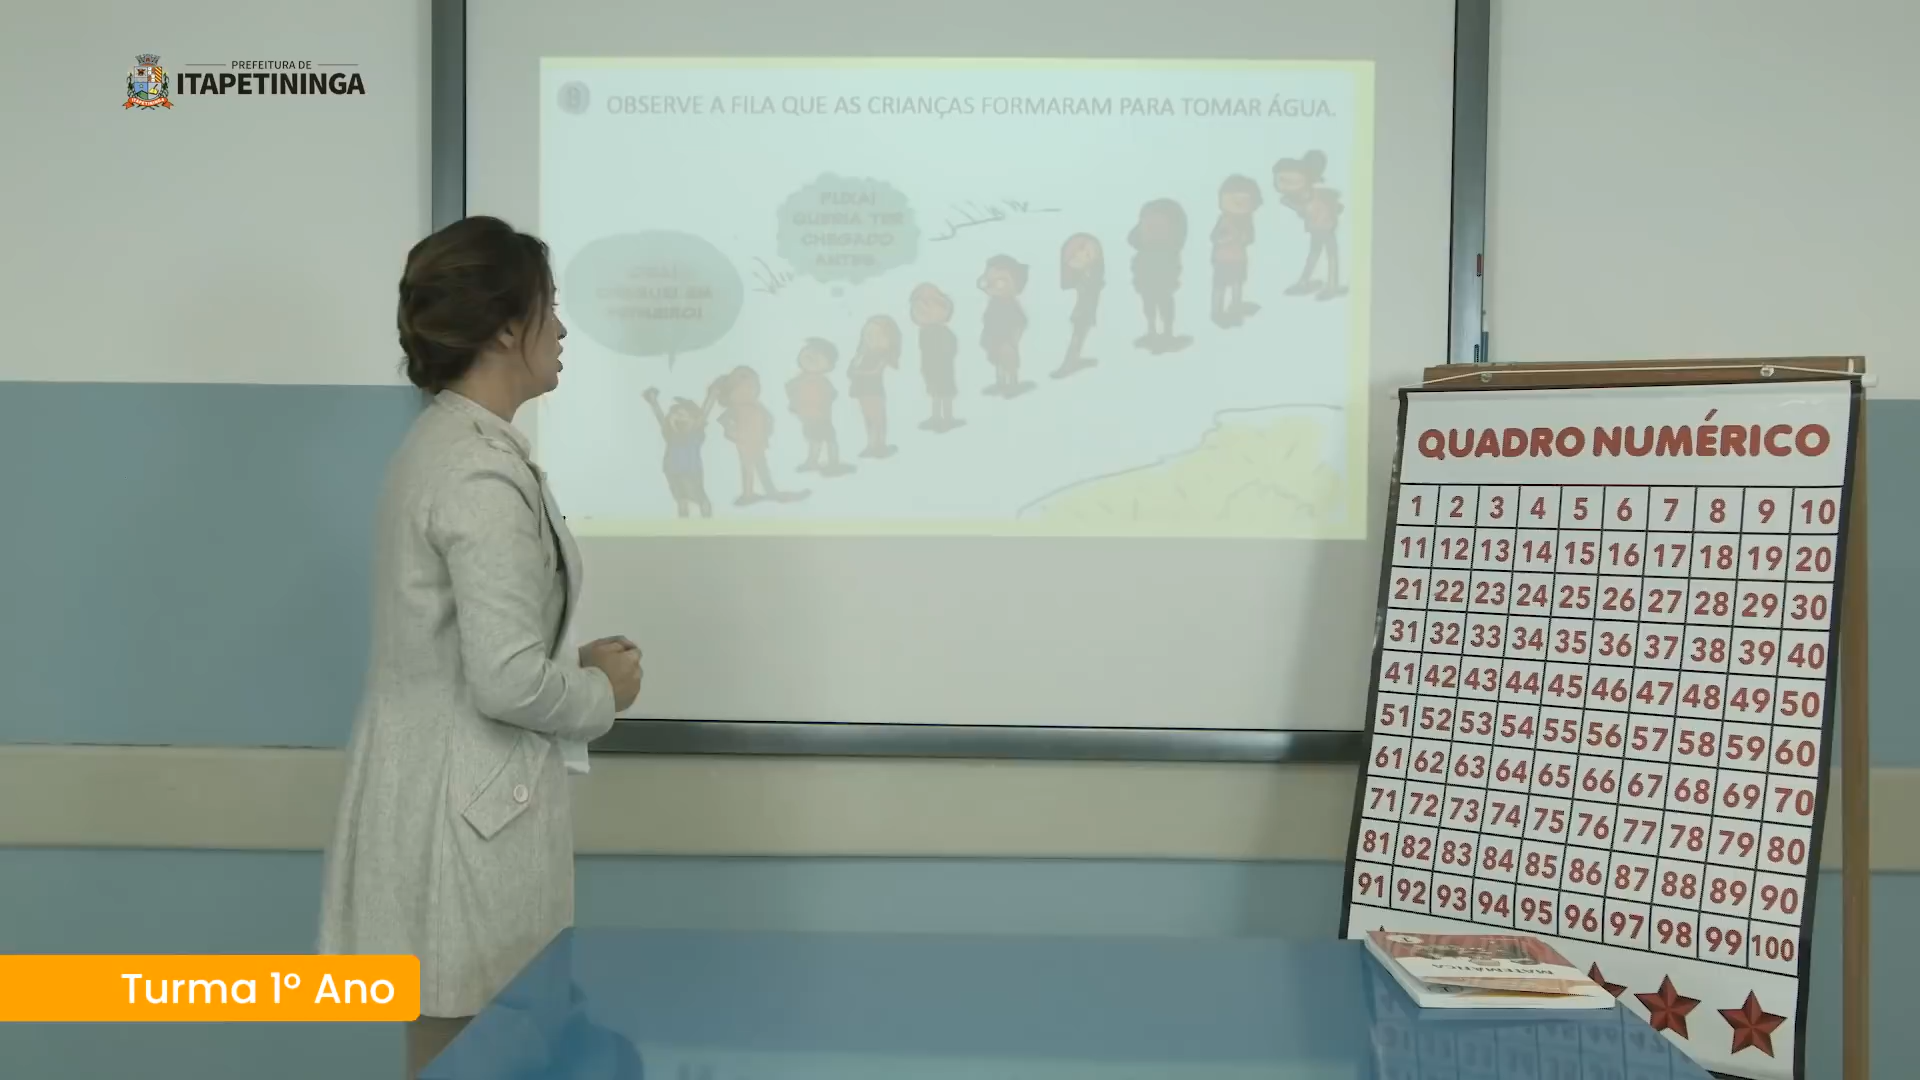 PREFEITURA DE
ITAPETININGA
OBSERVE A FILA QUE AS CRIANÇAS FORMARAM PARA TOMAR ÁGUA.
PUXA!
QUERIA TER
CHEGADO
ANTES.
QUADRO NUMÉRICO
1 2 3 4 5 6 7 8 9 10
11 12 13 14 15 16 17 18 19 20
21 22 23 24 25 26 27 28 29 30
31 32 33 34 35 36 37 38 39 40
41 42 43 44 45 46 47 48 49 50
51 52 53 54 55 56 57 58 59 60
61 62 63 64 65 66 67 68 69 70
71 72 73 74 75 76 77 78 79 80
81 82 83 84 85 86 87 88 89 90
91 92 93 94 95 96 97 98 99 100
MATEMÁTICA
Turma 1º Ano